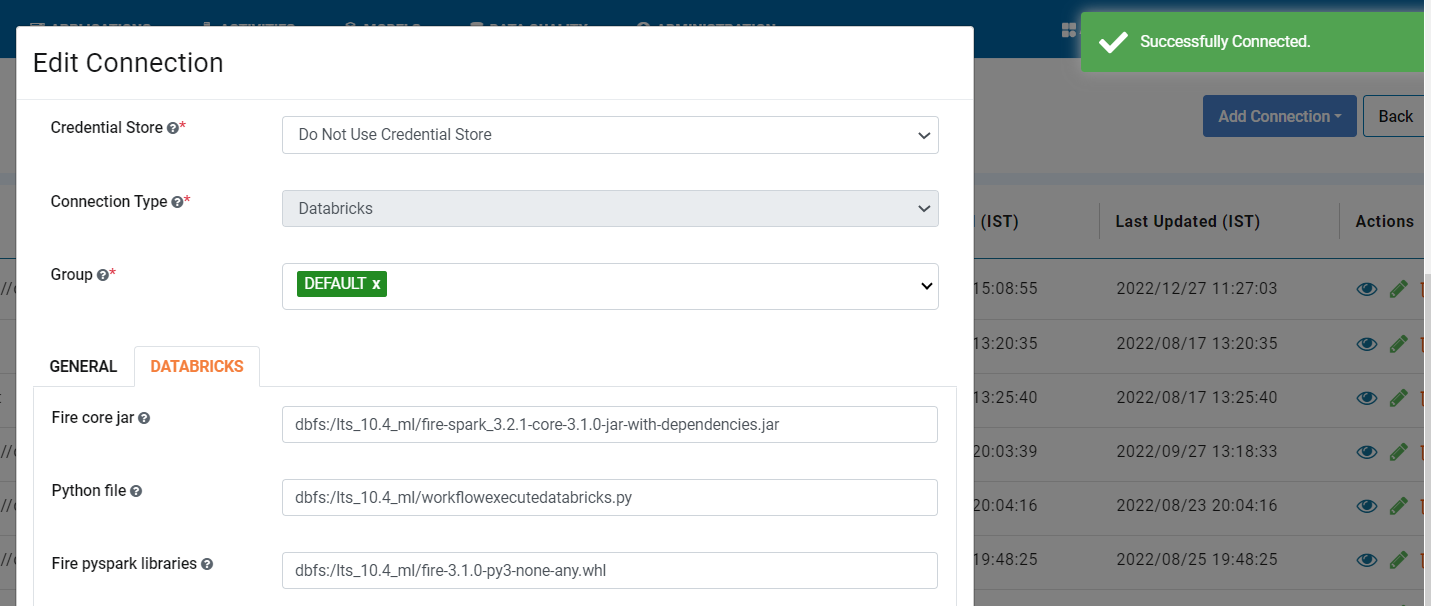 APPLICATIONS ACTIVITIES MODELS DATA QUALITY ADMINISTRATION
Successfully Connected.
Edit Connection
Add Connection
Back
Credential Store *
Do Not Use Credential Store
Connection Type *
Databricks
(IST) Last Updated (IST) Actions
Group *
DEFAULT x
15:08:55 2022/12/27 11:27:03
13:20:35 2022/08/17 13:20:35
GENERAL DATABRICKS
13:25:40 2022/08/17 13:25:40
Fire core jar
dbfs:/lts_10.4_ml/fire-spark_3.2.1-core-3.1.0-jar-with-dependencies.jar
20:03:39 2022/09/27 13:18:33
Python file
dbfs:/lts_10.4_ml/workflowexecutedatabricks.py
20:04:16 2022/08/23 20:04:16
Fire pyspark libraries
dbfs:/lts_10.4_ml/fire-3.1.0-py3-none-any.whl
19:48:25 2022/08/25 19:48:25